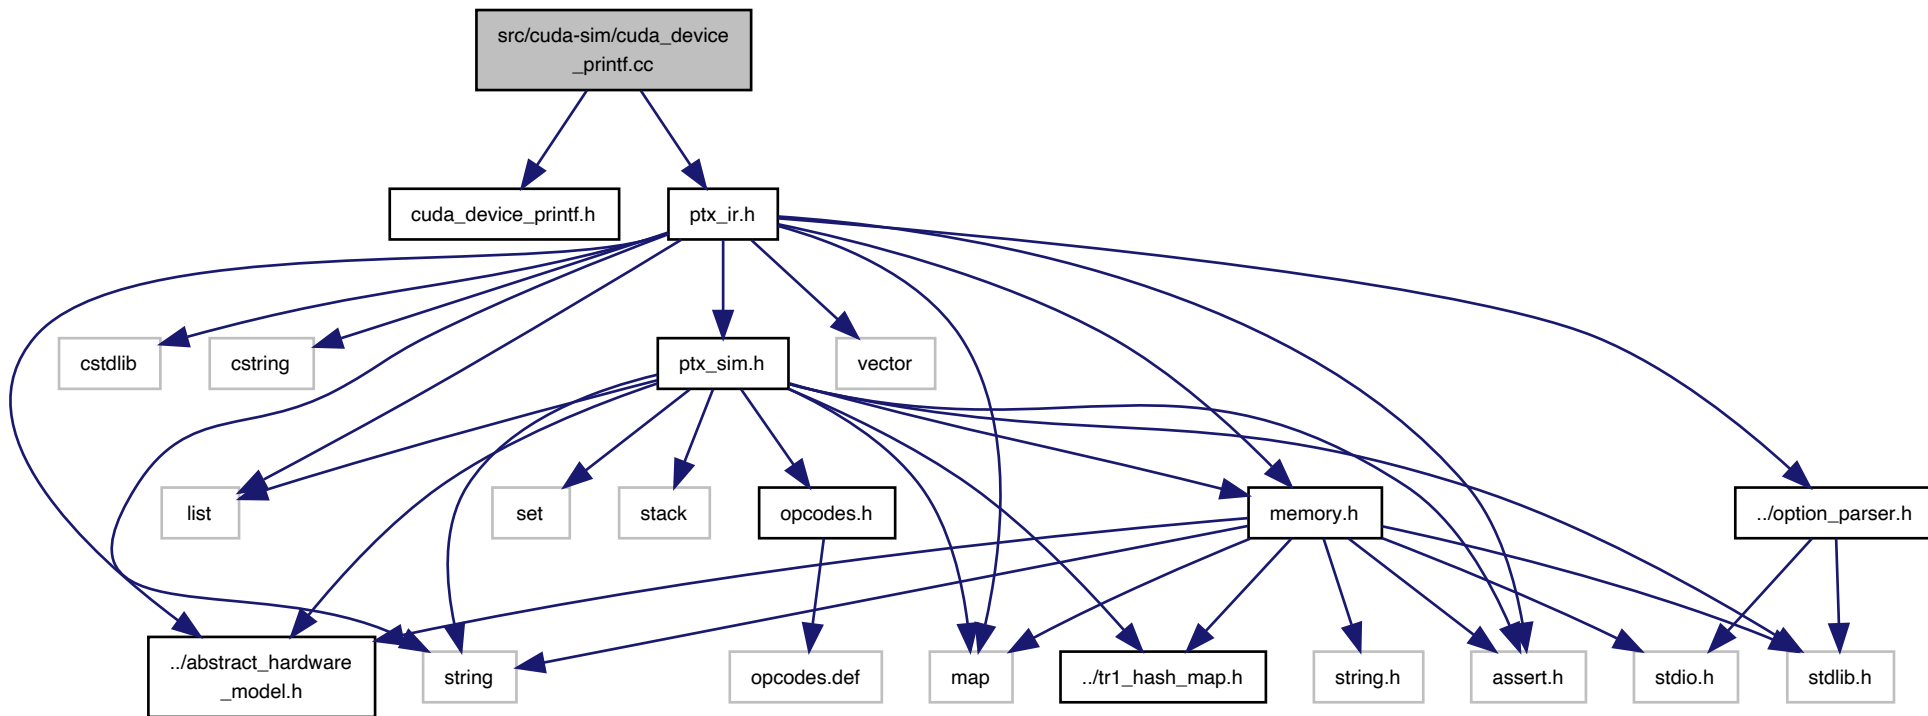 src/cuda-sim/cuda_device
_printf.cc
cuda_device_printf.h
ptx_ir.h
cstdlib
cstring
ptx_sim.h
vector
list
set
stack
opcodes.h
memory.h
../option_parser.h
../abstract_hardware
_model.h
string
opcodes.def
map
../tr1_hash_map.h
string.h
assert.h
stdio.h
stdlib.h